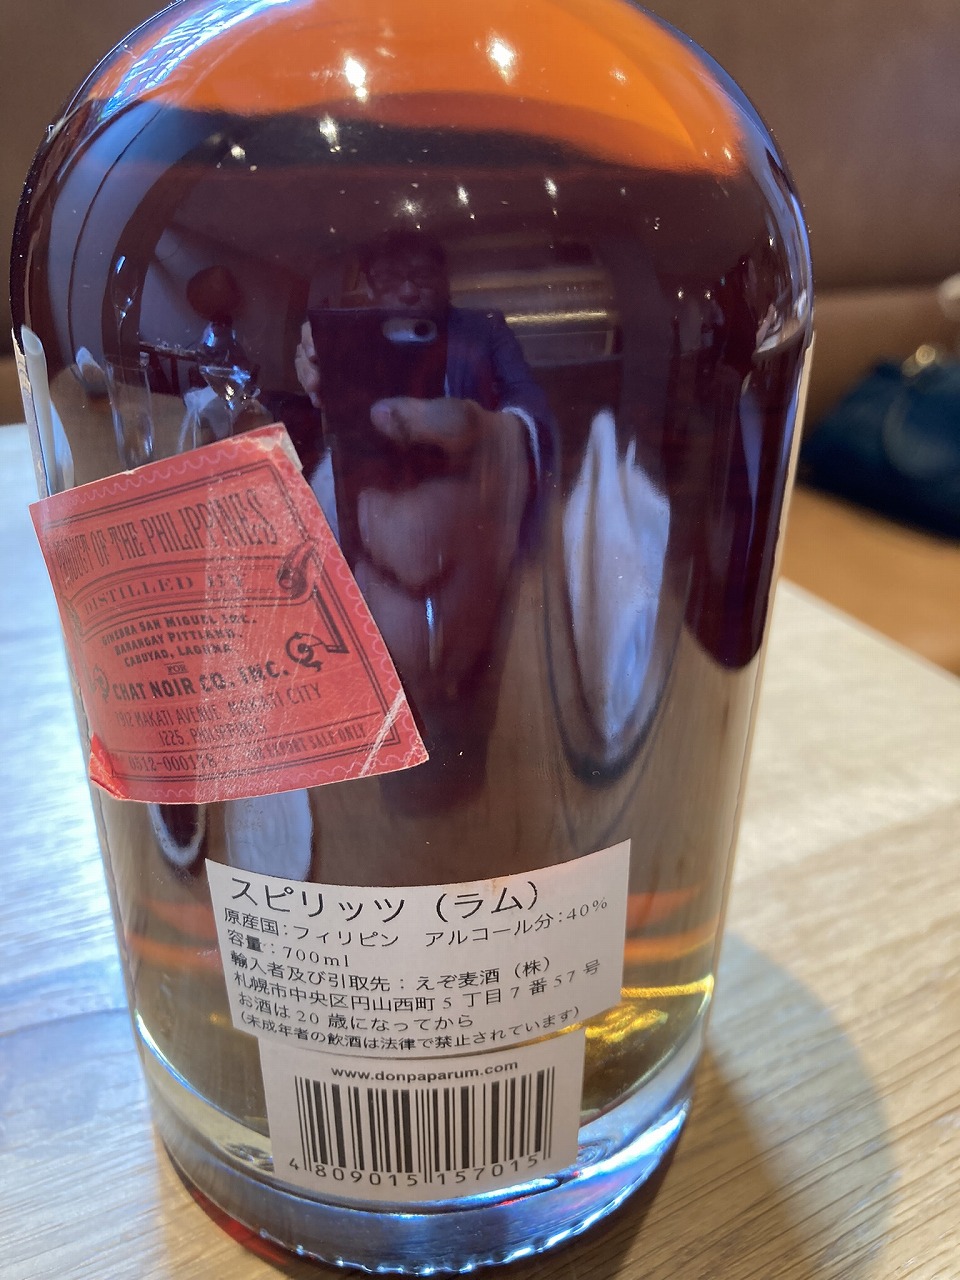 PRODUCT OF THE PHILIPPINES
DISTILLED BY
GINEBRA SAN MIGUEL INC.
BARANGAY PITTLAND,
CABUYAO, LAGUNA
FOR
CHAT NOIR CO. INC.
MAKATI AVENUE, MAKATI CITY
1225, PHILIPPINES
EXPORT SALE ONLY
スピリッツ（ラム）
原産国：フィリピン アルコール分：40%
容量：700ml
輸入者及び引取先：えぞ麦酒（株）
札幌市中央区円山西町5丁目7番57号
お酒は20歳になってから
（未成年者の飲酒は法律で禁止されています）
www.donpaparum.com
4 809015 157015